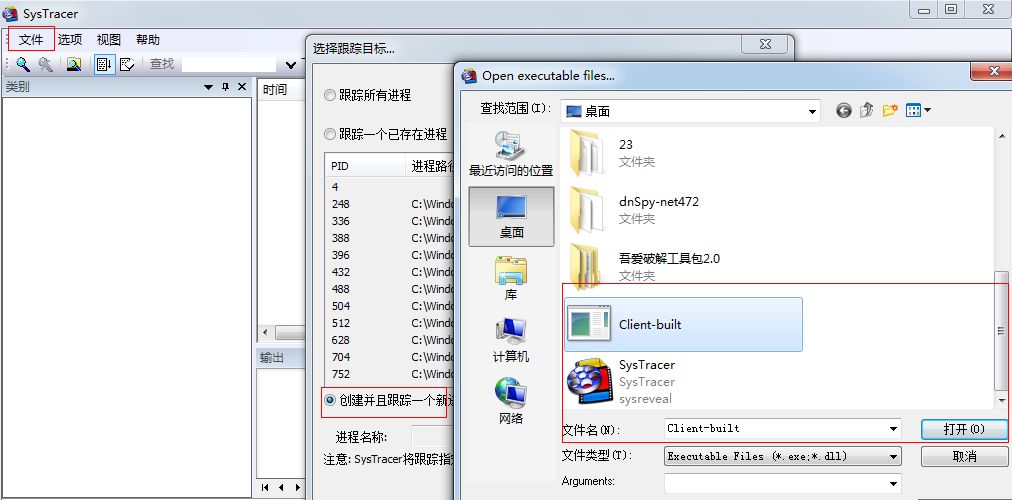 SysTracer
文件 选项 视图 帮助
查找
类别
时间
输出
选择跟踪目标...
跟踪所有进程
跟踪一个已存在进程
PID 进程路径
4
248 C:\Windo
336 C:\Windo
388 C:\Windo
396 C:\Windo
432 C:\Windo
488 C:\Windo
504 C:\Windo
512 C:\Windo
628 C:\Windo
704 C:\Windo
752 C:\Windo
创建并且跟踪一个新进
进程名称:
注意: SysTracer将跟踪指定
Open executable files...
查找范围(I): 桌面
最近访问的位置
桌面
库
计算机
网络
23
文件夹
dnSpy-net472
文件夹
吾爱破解工具包2.0
文件夹
Client-built
SysTracer
SysTracer
sysreveal
文件名(N): Client-built 打开(O)
文件类型(T): Executable Files (*.exe;*.dll) 取消
Arguments: